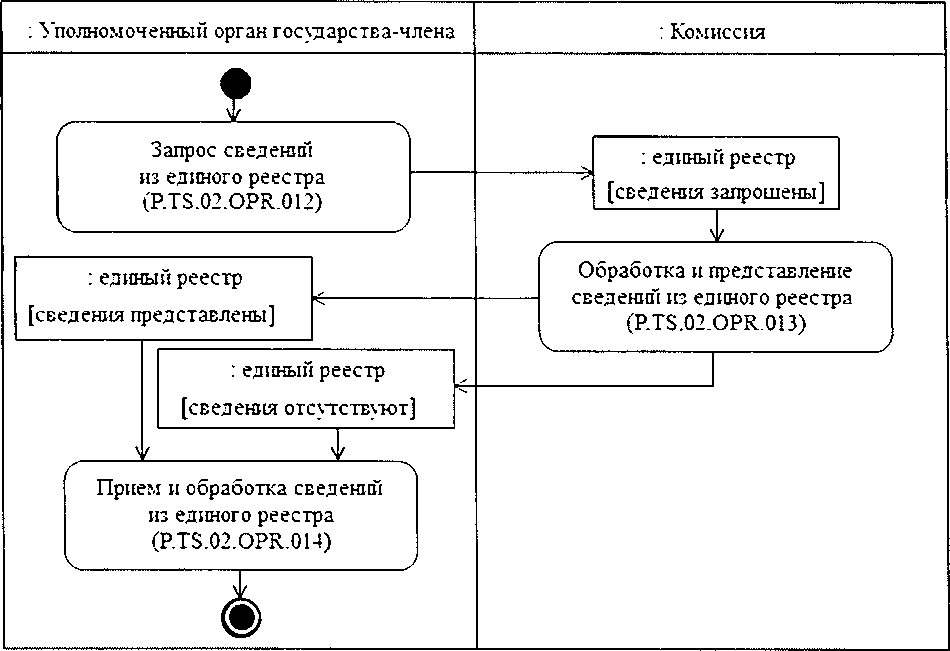 : Уполномоченный орган государства-члена
: Комиссия
Запрос сведений
из единого реестра
(P.TS.02.OPR.012)
: единый реестр
[сведения запрошены]
Обработка и представление
сведений из единого реестра
(P.TS.02.OPR.013)
: единый реестр
[сведения представлены]
: единый реестр
[сведения отсутствуют]
Прием и обработка сведений
из единого реестра
(P.TS.02.OPR.014)